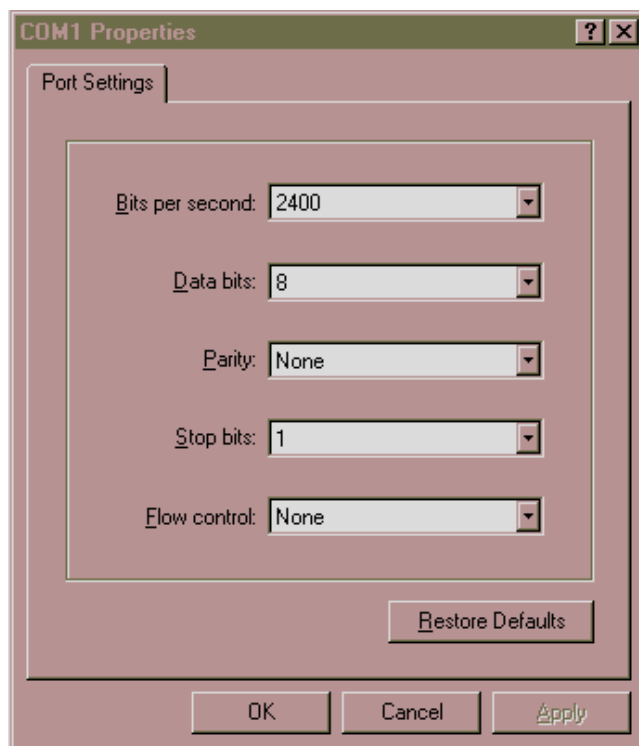 COM1 Properties
Port Settings
Bits per second: 2400
Data bits: 8
Parity: None
Stop bits: 1
Flow control: None
Restore Defaults
OK Cancel Apply